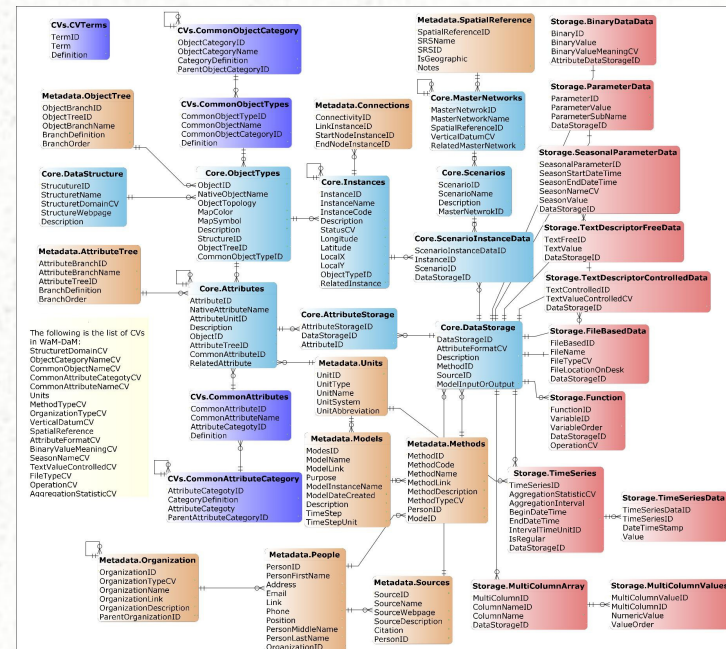 CVs.CVTerms
TermID
Term
Definition
CVs.CommonObjectCategory
ObjectCategoryID
ObjectCategoryName
CategoryDefinition
ParentObjectCategoryID
Metadata.SpatialReference
SpatialReferenceID
SRSName
SRSID
IsGeographic
Notes
Storage.BinaryDataData
BinaryID
BinaryValue
BinaryValueMeaningCV
AttributeDataStorageID
Metadata.ObjectTree
ObjectBranchID
ObjectTreeID
ObjectBranchName
BranchDefinition
BranchOrder
CVs.CommonObjectTypes
CommonObjectTypeID
CommonObjectName
CommonObjectCategoryID
Definition
Metadata.Connections
ConnectivityID
LinkInstanceID
StartNodeInstanceID
EndNodeInstanceID
Core.MasterNetworks
MasterNetwrokID
MasterNetworkName
SpatialReferenceID
VerticalDatumCV
RelatedMasterNetwork
Storage.ParameterData
ParameterID
ParameterValue
ParameterSubName
DataStorageID
Core.DataStructure
StrucutureID
StructuretName
StructuretDomainCV
StructureWebpage
Description
Core.ObjectTypes
ObjectID
NativeObjectName
ObjectTopology
MapColor
MapSymbol
Description
StructureID
ObjectTreeID
CommonObjectTypeID
Core.Instances
InstanceID
InstanceName
InstanceCode
Description
StatusCV
Longitude
Latitude
LocalX
LocalY
ObjectTypeID
RelatedInstance
Core.Scenarios
ScenarioID
ScenarioName
Description
MasterNetwrokID
Storage.SeasonalParameterData
SeasonalParameterID
SeasonStartDateTime
SeasonEndDateTime
SeasonNameCV
SeasonValue
DataStorageID
Core.ScenarioInstanceData
ScenarioInstanceDataID
InstanceID
ScenarioID
DataStorageID
Storage.TextDescriptorFreeData
TextFreeID
TextValue
DataStorageID
Metadata.AttributeTree
AttributeBranchID
AttributeBranchName
AttributeTreeID
BranchDefinition
BranchOrder
Core.Attributes
AttributeID
NativeAttributeName
AttributeUnitID
Description
ObjectID
AttributeTreeID
CommonAttributeID
RelatedAttribute
Core.AttributeStorage
AttributeStorageID
DataStorageID
AttributeID
Core.DataStorage
DataStorageID
AttributeFormatCV
Description
MethodID
SourceID
ModelInputOrOutput
Storage.TextDescriptorControlledData
TextControlledID
TextValueControlledCV
DataStorageID
Storage.FileBasedData
FileBasedID
FileName
FileTypeCV
FileLocationOnDesk
DataStorageID
The following is the list of CVs
in WaM-DaM:
StructuretDomainCV
ObjectCategoryNameCV
CommonObjectNameCV
CommonAttributeCategotyCV
CommonAttributeNameCV
Units
MethodTypeCV
OrganizationTypeCV
VerticalDatumCV
SpatialReference
AttributeFormatCV
BinaryValueMeaningCV
SeasonNameCV
TextValueControlledCV
FileTypeCV
OperationCV
AggregationStatisticCV
CVs.CommonAttributes
CommonAttributeID
CommonAttributeName
AttributeCategotyID
Definition
Metadata.Units
UnitID
UnitType
UnitName
UnitSystem
UnitAbbreviation
Storage.Function
FunctionID
VariableID
VariableOrder
DataStorageID
OperationCV
CVs.CommonAttributeCategory
AttributeCategotyID
CategoryDefinition
AttributeCategoty
ParentAttributeCategoryID
Metadata.Models
ModesID
ModelName
ModelLink
Purpose
ModelInstanceName
ModelDateCreated
Description
TimeStep
TimeStepUnit
Metadata.Methods
MethodID
MethodCode
MethodName
MethodLink
MethodDescription
MethodTypeCV
PersonID
ModeID
Storage.TimeSeries
TimeSeriesID
AggregationStatisticCV
AggregationInterval
BeginDateTime
EndDateTime
IntervalTimeUnitID
IsRegular
DataStorageID
Storage.TimeSeriesData
TimeSeriesDataID
TimeSeriesID
DateTimeStamp
Value
Metadata.Organization
OrganizationID
OrganizationTypeCV
OrganizationName
OrganizationLink
OrganizationDescription
ParentOrganizationID
Metadata.People
PersonID
PersonFirstName
Address
Email
Link
Phone
Position
PersonMiddleName
PersonLastName
OrganizationID
Metadata.Sources
SourceID
SourceName
SourceWebpage
SourceDescription
Citation
PersonID
Storage.MultiColumnArray
MultiColumnID
ColumnNameID
ColumnName
DataStorageID
Storage.MultiColumnValues
MultiColumnValueID
MultiColumnID
NumericValue
ValueOrder